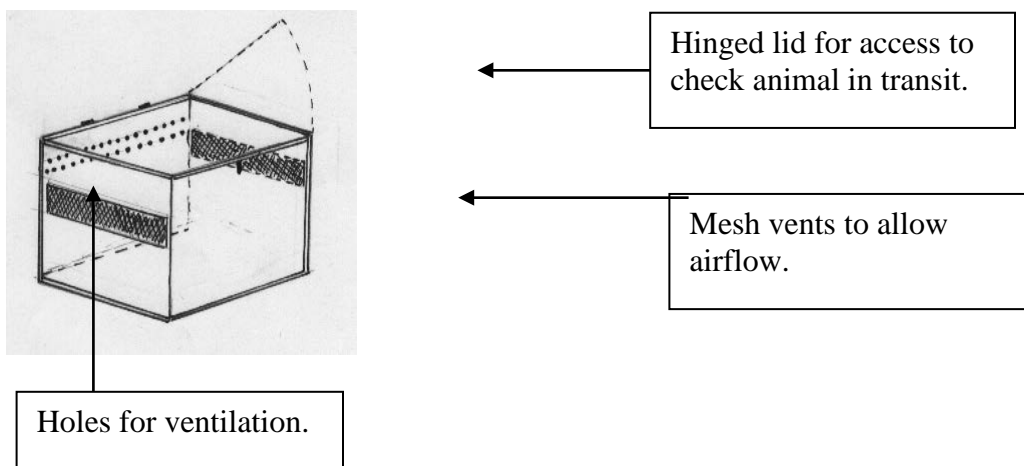 Hinged lid for access to
check animal in transit.
Mesh vents to allow
airflow.
Holes for ventilation.